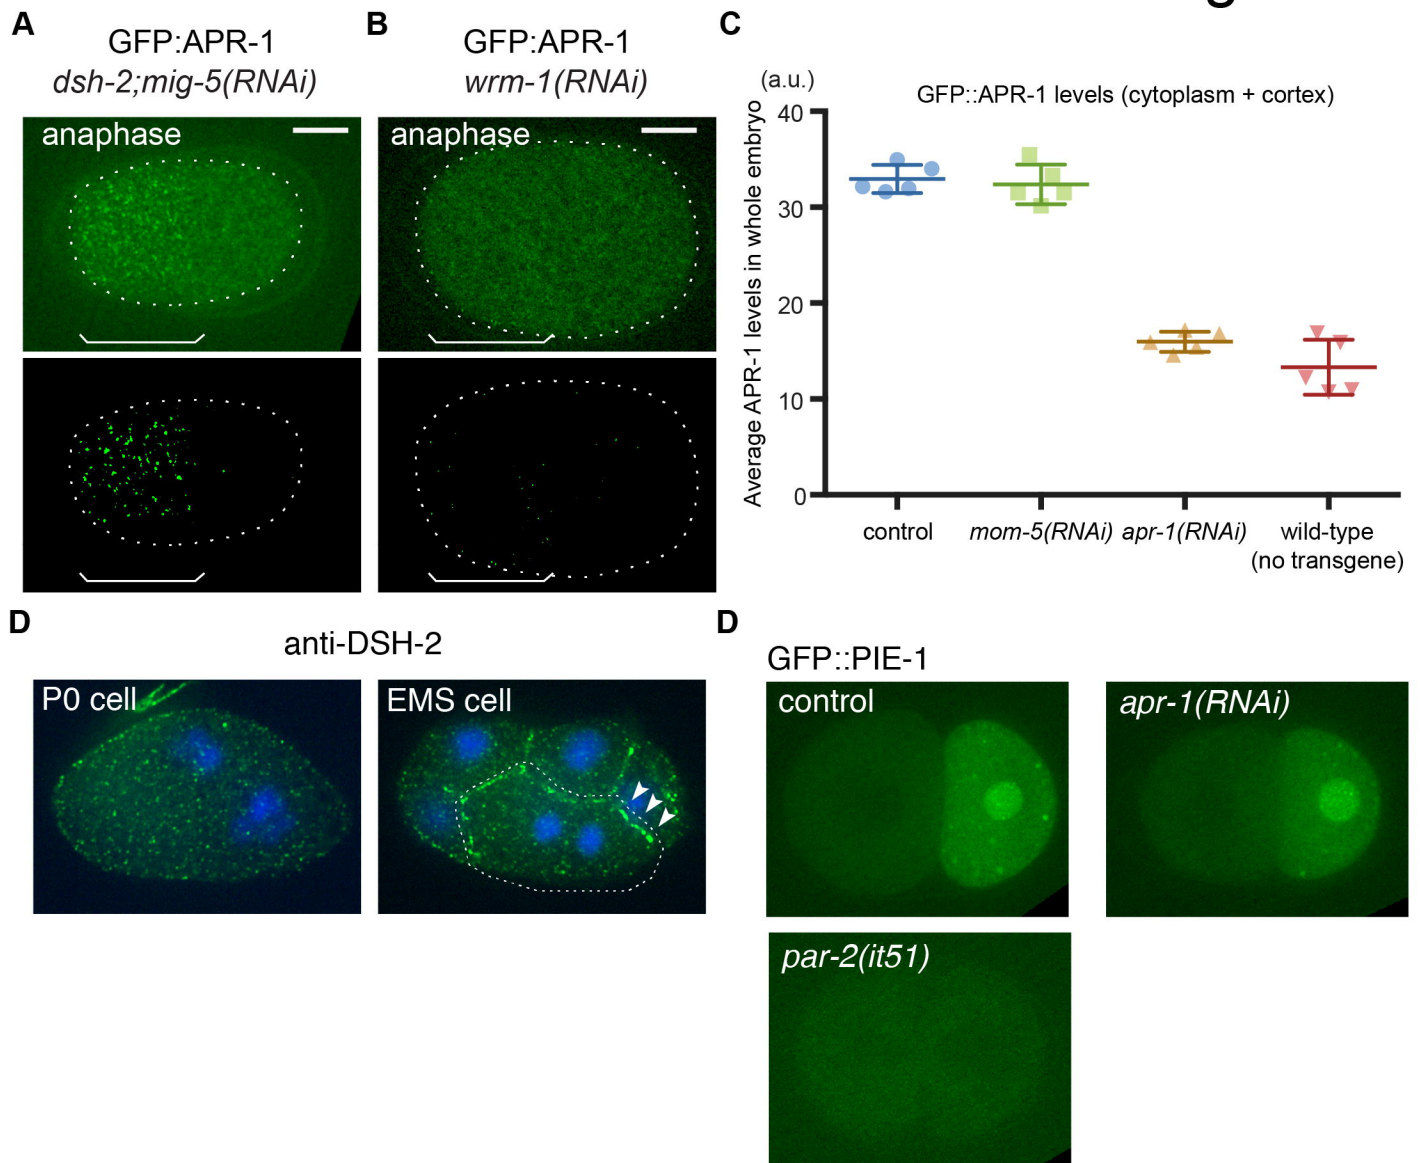 A
GFP:APR-1
dsh-2;mig-5(RNAi)
anaphase
B
GFP:APR-1
wrm-1(RNAi)
anaphase
C
(a.u.)
GFP::APR-1 levels (cytoplasm + cortex)
Average APR-1 levels in whole embryo
40
30
20
10
0
control
mom-5(RNAi)
apr-1(RNAi)
wild-type
(no transgene)
D
anti-DSH-2
P0 cell
EMS cell
D
GFP::PIE-1
control
apr-1(RNAi)
par-2(it51)